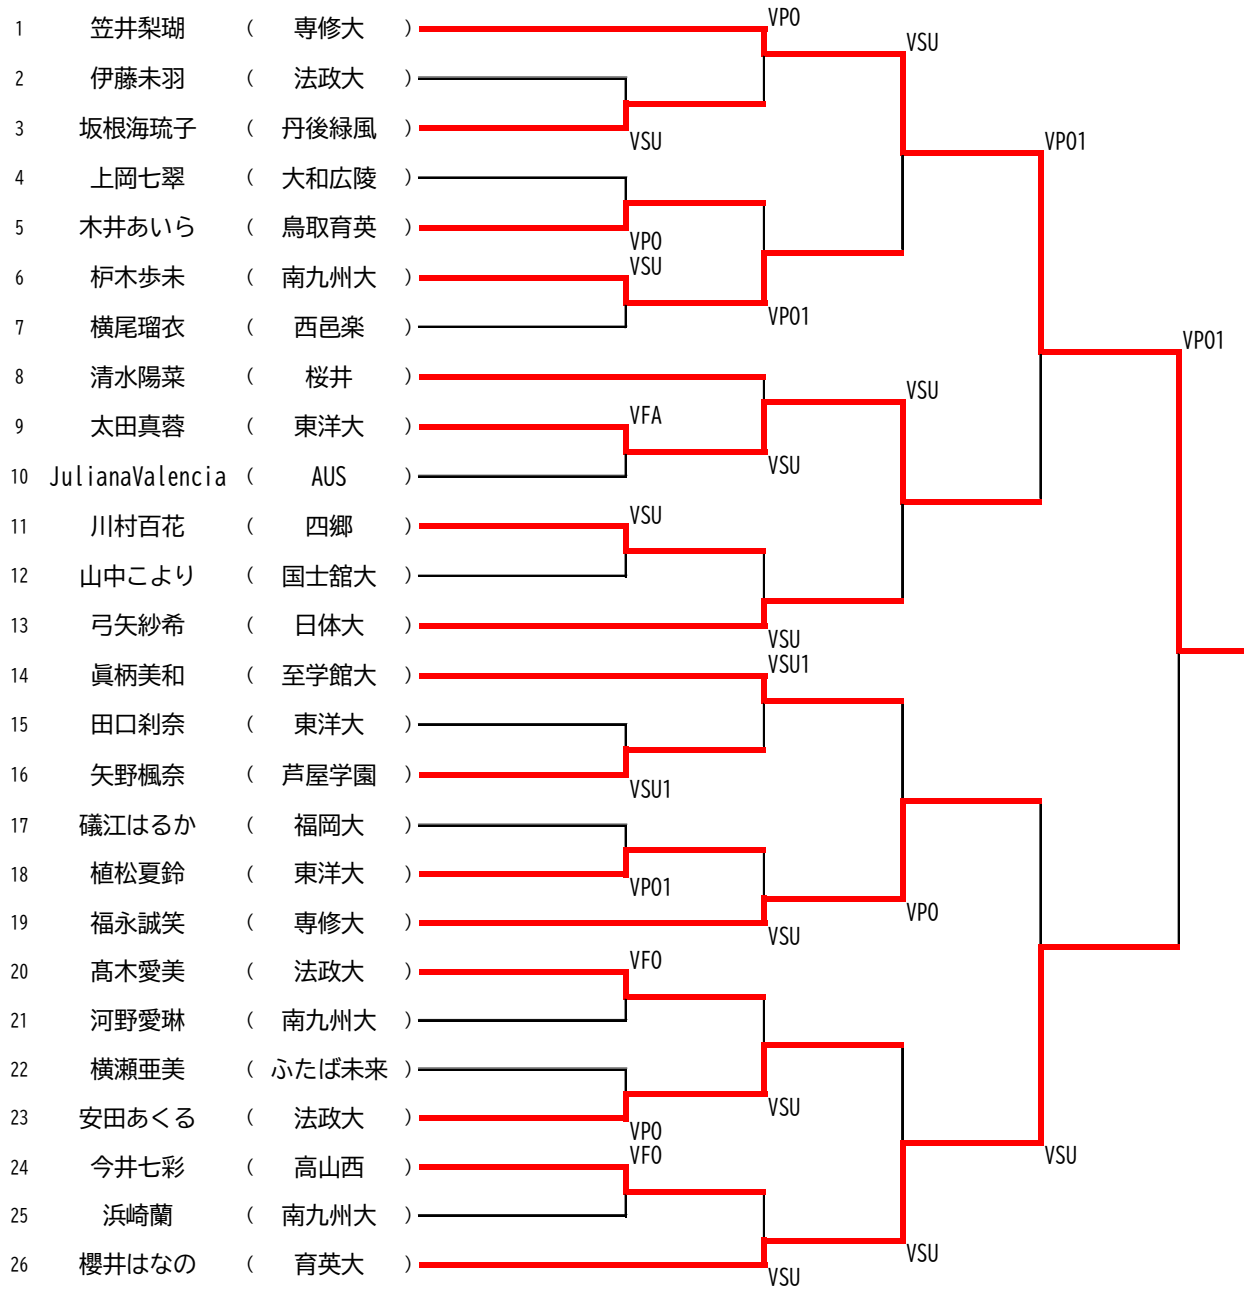 1 笠井梨瑚 ( 専修大 ) VPO
VSU
2 伊藤未羽 ( 法政大 )
3 坂根海琉子 ( 丹後緑風 ) VSU
VPO1
4 上岡七翠 ( 大和広陵 )
5 木井あいら ( 鳥取育英 ) VPO
6 枦木歩未 ( 南九州大 ) VSU
7 横尾瑠衣 ( 西邑楽 ) VPO1
VPO1
8 清水陽菜 ( 桜井 ) VSU
9 太田真蓉 ( 東洋大 ) VFA
10 JulianaValencia ( AUS ) VSU
11 川村百花 ( 四郷 ) VSU
12 山中こより ( 国士舘大 )
13 弓矢紗希 ( 日体大 ) VSU
14 眞柄美和 ( 至学館大 ) VSU1
15 田口刹奈 ( 東洋大 )
16 矢野楓奈 ( 芦屋学園 ) VSU1
17 礒江はるか ( 福岡大 )
18 植松夏鈴 ( 東洋大 ) VPO1
19 福永誠笑 ( 専修大 ) VSU VPO
20 髙木愛美 ( 法政大 ) VFO
21 河野愛琳 ( 南九州大 )
22 横瀬亜美 ( ふたば未来 )
23 安田あくる ( 法政大 ) VPO VSU
24 今井七彩 ( 高山西 ) VFO VSU
25 浜崎蘭 ( 南九州大 )
26 櫻井はなの ( 育英大 ) VSU VSU